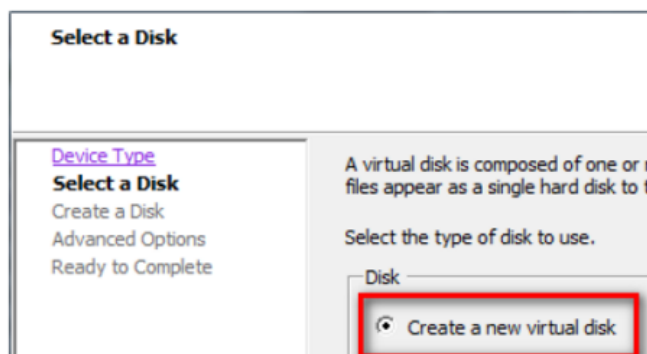 Select a Disk
Device Type
Select a Disk
Create a Disk
Advanced Options
Ready to Complete
A virtual disk is composed of one or
files appear as a single hard disk to
Select the type of disk to use.
Disk
Create a new virtual disk